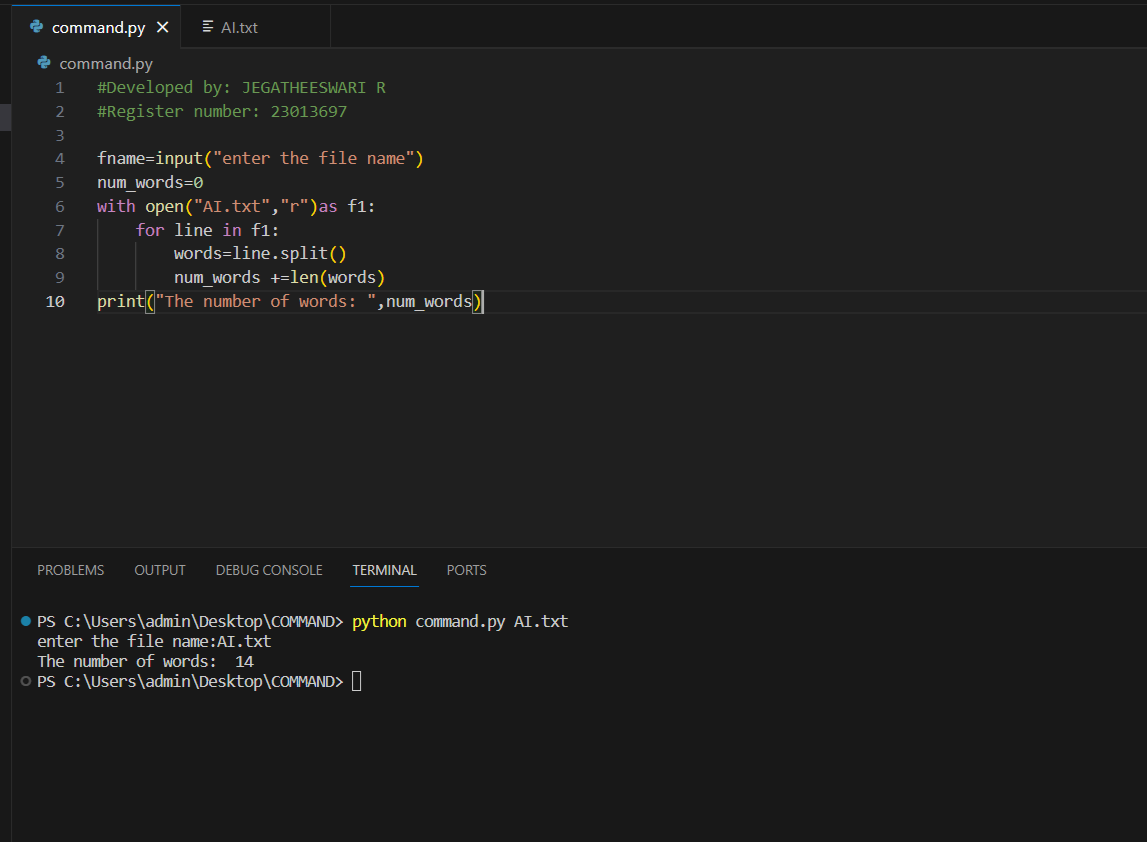 command.py
AI.txt
command.py
1 #Developed by: JEGATHEESWARI R
2 #Register number: 23013697
3
4 fname=input("enter the file name")
5 num_words=0
6 with open("AI.txt","r")as f1:
7     for line in f1:
8         words=line.split()
9         num_words +=len(words)
10 print("The number of words: ",num_words)
PROBLEMS OUTPUT DEBUG CONSOLE TERMINAL PORTS
PS C:\Users\admin\Desktop\COMMAND> python command.py AI.txt
enter the file name:AI.txt
The number of words:  14
PS C:\Users\admin\Desktop\COMMAND>